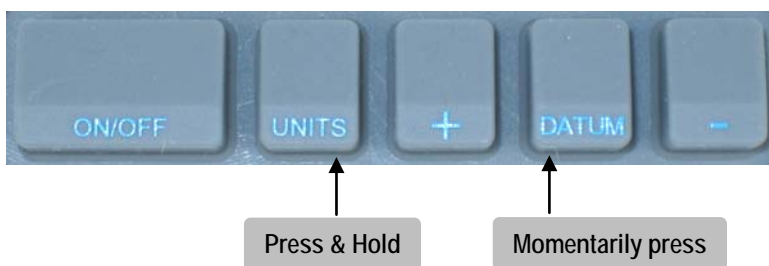 ON/OFF UNITS + DATUM -
Press & Hold Momentarily press